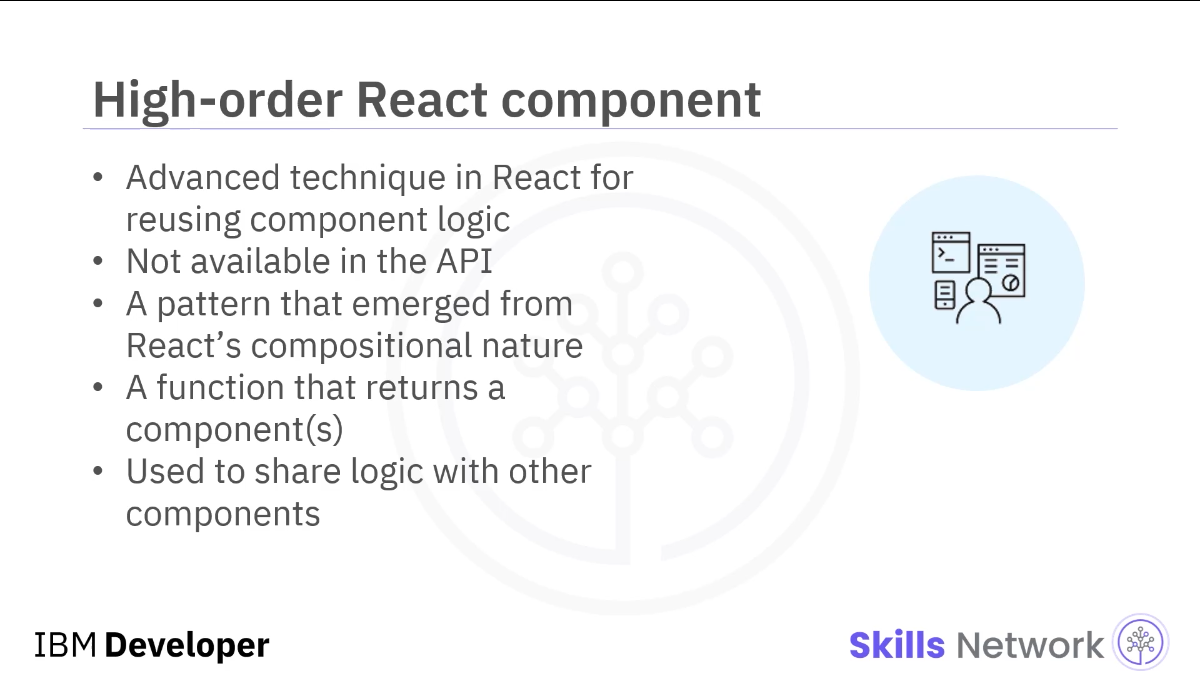 High-order React component
• Advanced technique in React for
reusing component logic
• Not available in the API
• A pattern that emerged from
React’s compositional nature
• A function that returns a
component(s)
• Used to share logic with other
components
IBM Developer
Skills Network